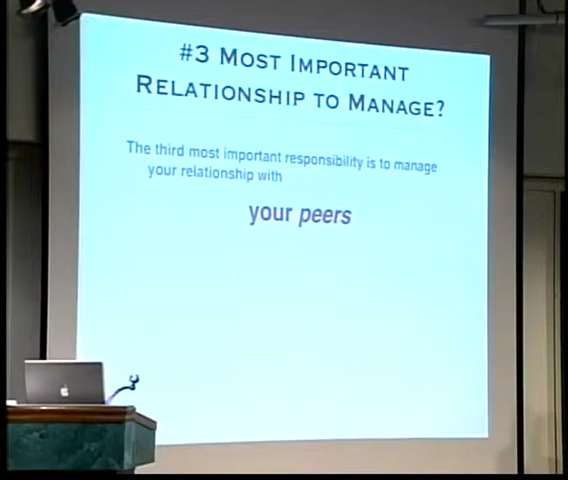 #3 MOST IMPORTANT
RELATIONSHIP TO MANAGE?
The third most important responsibility is to manage
your relationship with
your peers